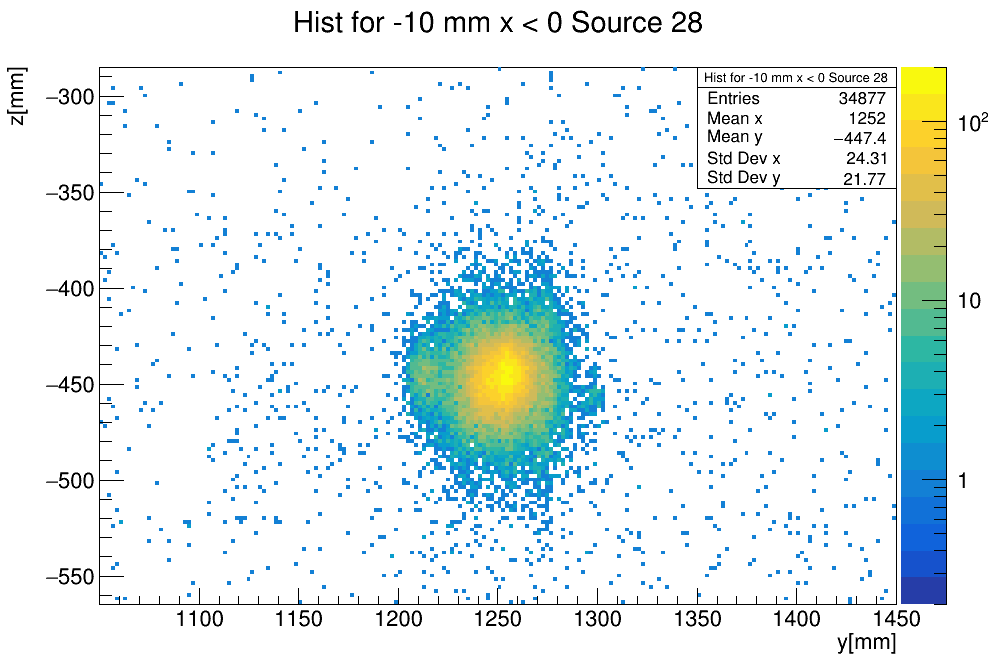 Hist for -10 mm x < 0 Source 28
z[mm]
−300
−350
−400
−450
−500
−550
Hist for -10 mm x < 0 Source 28
Entries 34877
Mean x 1252
Mean y −447.4
Std Dev x 24.31
Std Dev y 21.77
10²
10
1
1100 1150 1200 1250 1300 1350 1400 1450
y[mm]